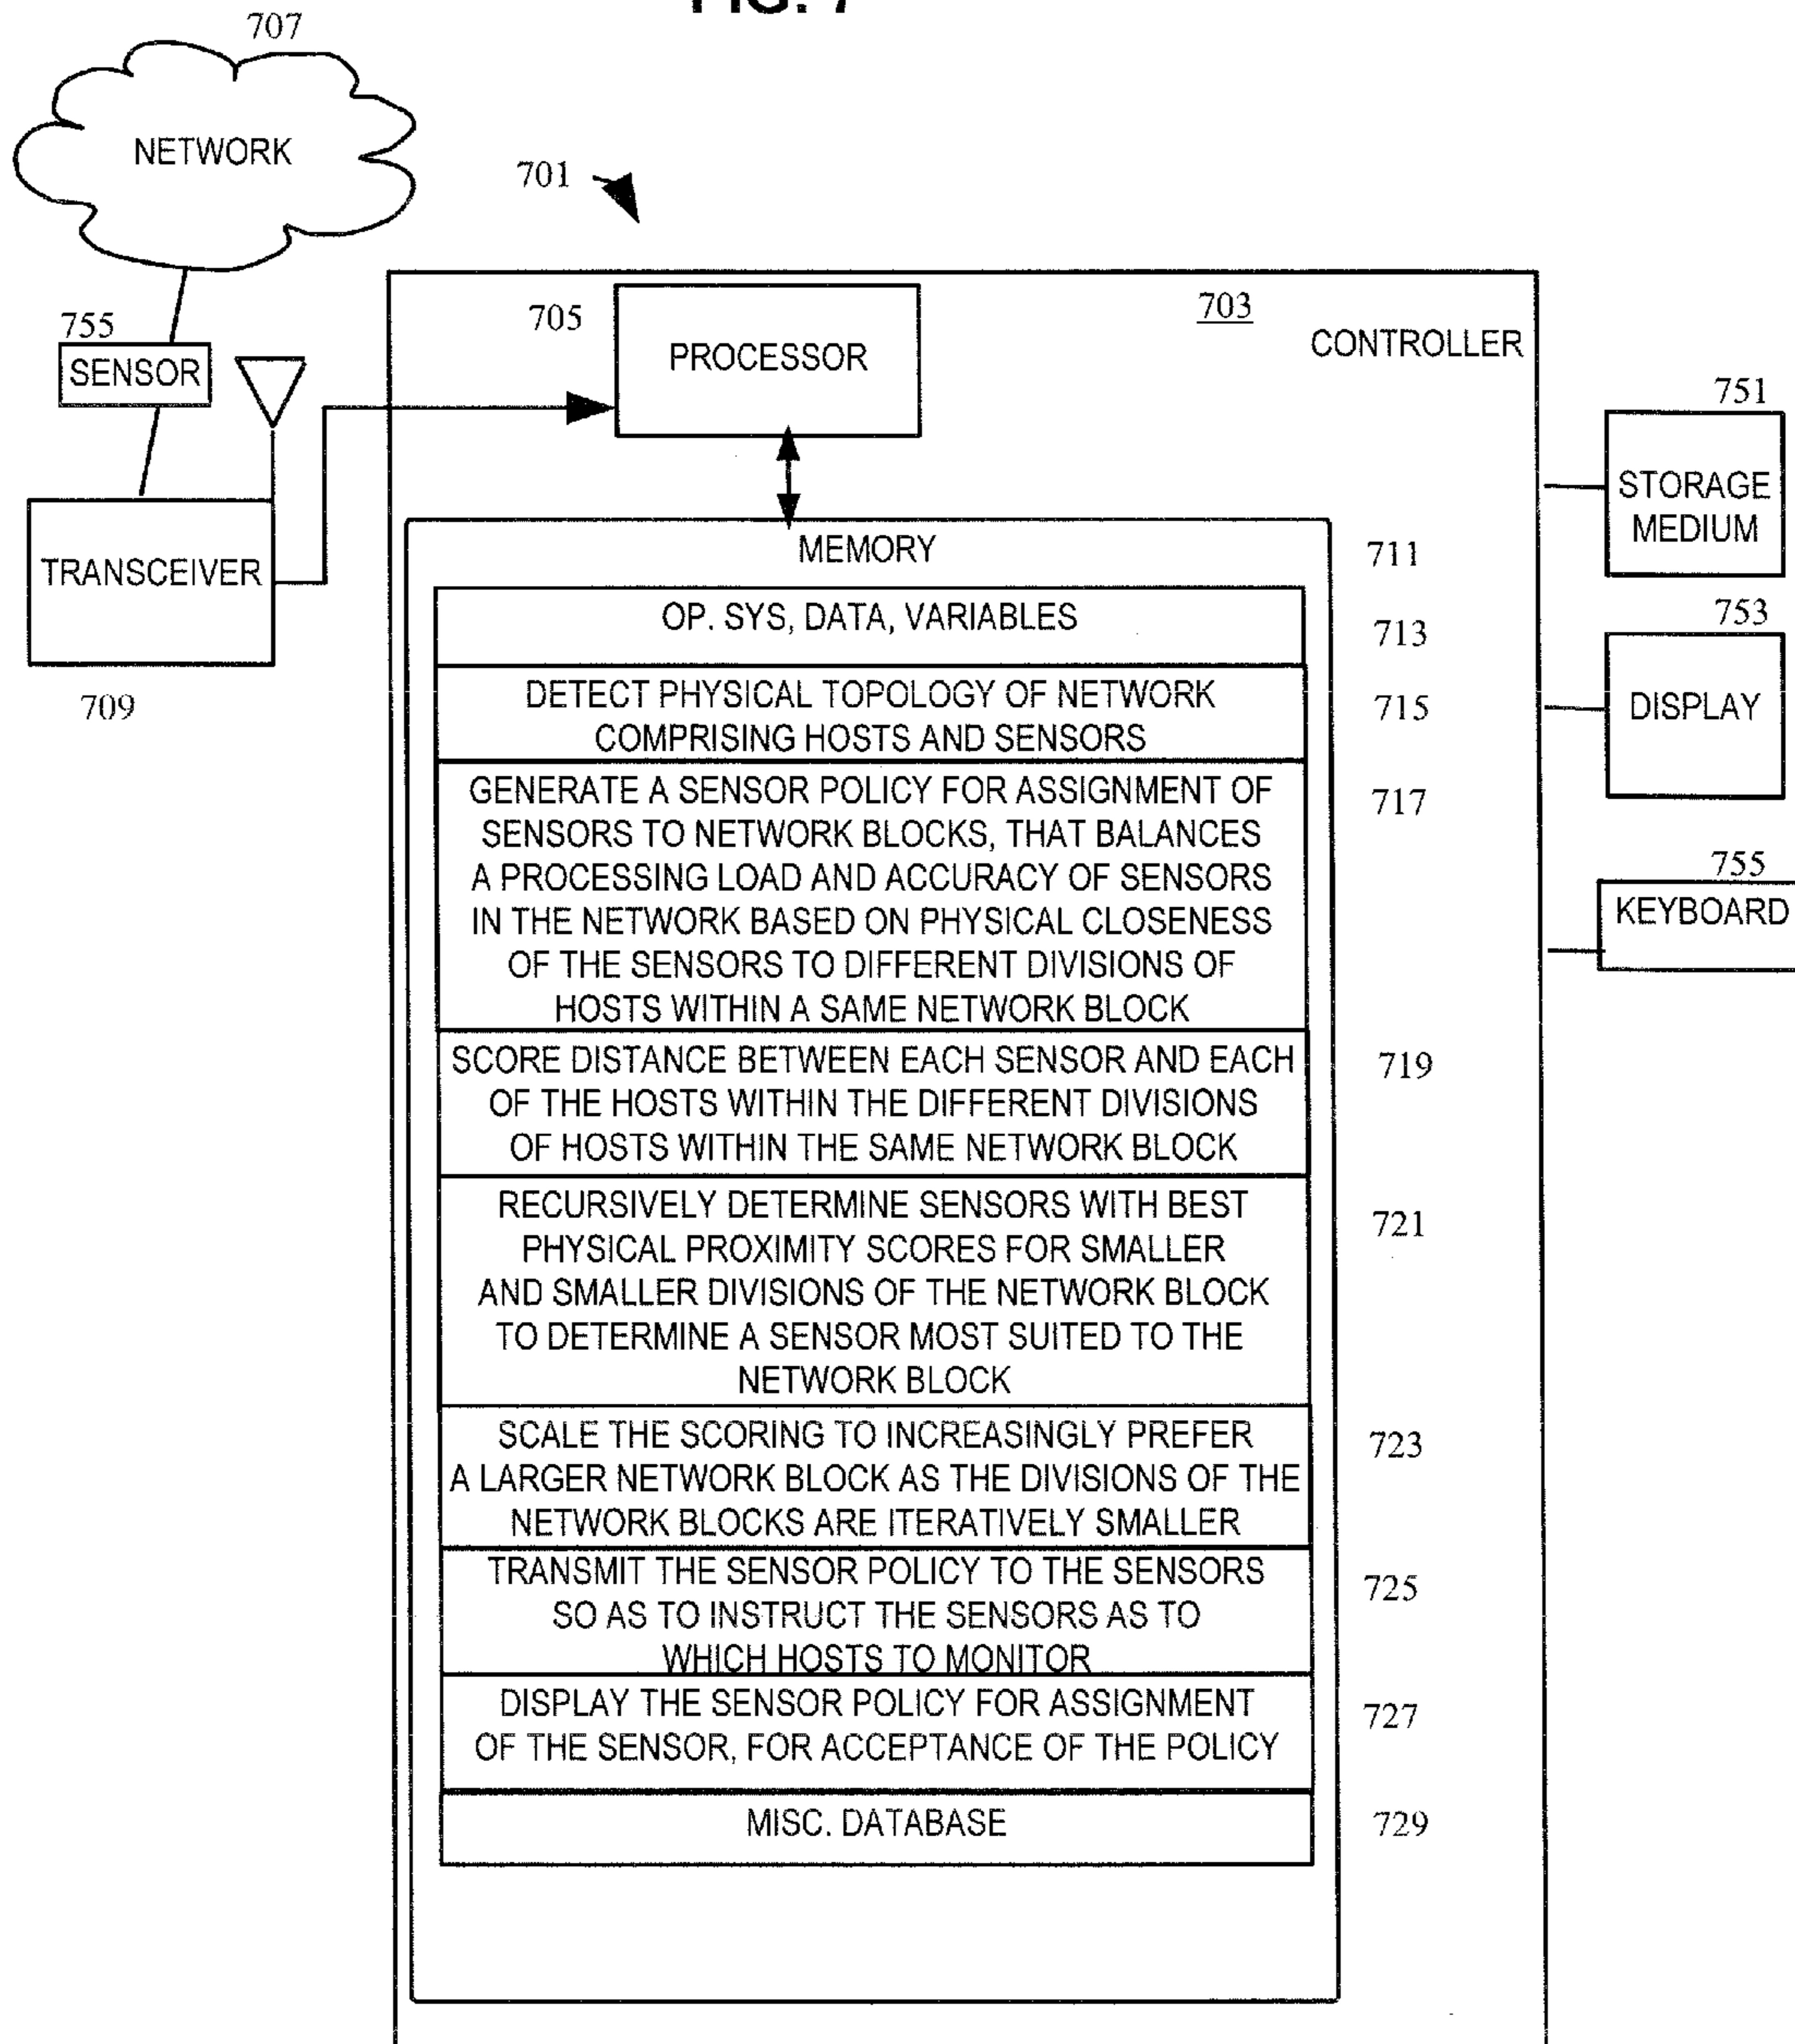 FIG. 7
707
NETWORK
701
755
SENSOR
705
PROCESSOR
703
CONTROLLER
751
STORAGE
MEDIUM
TRANSCEIVER
709
MEMORY
711
OP. SYS, DATA, VARIABLES
713
753
DISPLAY
DETECT PHYSICAL TOPOLOGY OF NETWORK
COMPRISING HOSTS AND SENSORS
715
GENERATE A SENSOR POLICY FOR ASSIGNMENT OF
SENSORS TO NETWORK BLOCKS, THAT BALANCES
A PROCESSING LOAD AND ACCURACY OF SENSORS
IN THE NETWORK BASED ON PHYSICAL CLOSENESS
OF THE SENSORS TO DIFFERENT DIVISIONS OF
HOSTS WITHIN A SAME NETWORK BLOCK
717
755
KEYBOARD
SCORE DISTANCE BETWEEN EACH SENSOR AND EACH
OF THE HOSTS WITHIN THE DIFFERENT DIVISIONS
OF HOSTS WITHIN THE SAME NETWORK BLOCK
719
RECURSIVELY DETERMINE SENSORS WITH BEST
PHYSICAL PROXIMITY SCORES FOR SMALLER
AND SMALLER DIVISIONS OF THE NETWORK BLOCK
TO DETERMINE A SENSOR MOST SUITED TO THE
NETWORK BLOCK
721
SCALE THE SCORING TO INCREASINGLY PREFER
A LARGER NETWORK BLOCK AS THE DIVISIONS OF THE
NETWORK BLOCKS ARE ITERATIVELY SMALLER
723
TRANSMIT THE SENSOR POLICY TO THE SENSORS
SO AS TO INSTRUCT THE SENSORS AS TO
WHICH HOSTS TO MONITOR
725
DISPLAY THE SENSOR POLICY FOR ASSIGNMENT
OF THE SENSOR, FOR ACCEPTANCE OF THE POLICY
727
MISC. DATABASE
729